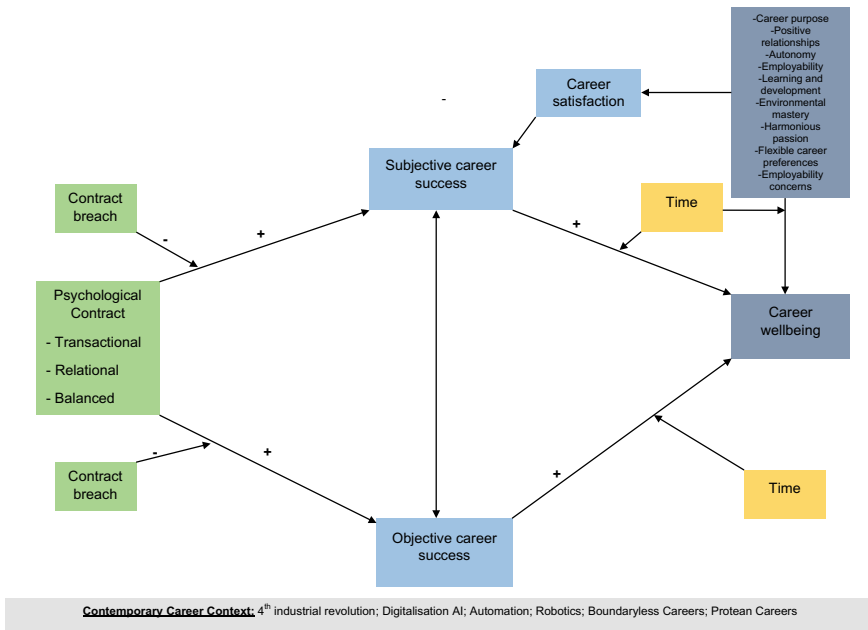 -Career purpose
-Positive
relationships
-Autonomy
-Employability
-Learning and
development
-Environmental
mastery
-Harmonious
passion
-Flexible career
preferences
-Employability
concerns
Career
satisfaction
-
Subjective career
success
Contract
breach
Time
-
+
+
Psychological
Contract
- Transactional
- Relational
- Balanced
Career
wellbeing
-
+
+
Contract
breach
Time
Objective career
success
Contemporary Career Context: 4th industrial revolution; Digitalisation AI; Automation; Robotics; Boundaryless Careers; Protean Careers